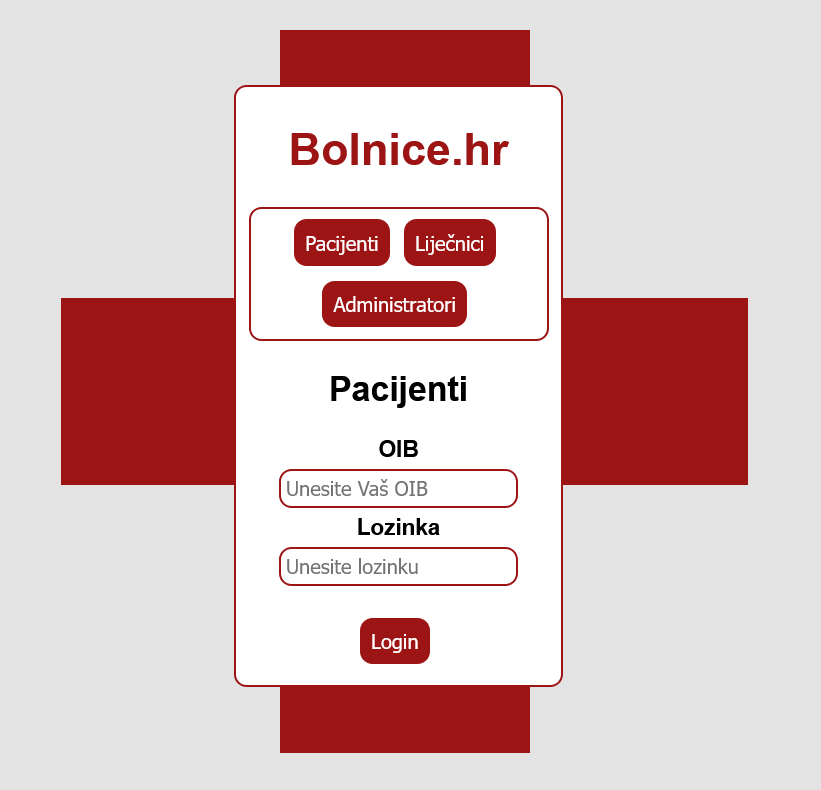 Bolnice.hr
Pacijenti Liječnici
Administratori
Pacijenti
OIB
Unesite Vaš OIB
Lozinka
Unesite lozinku
Login